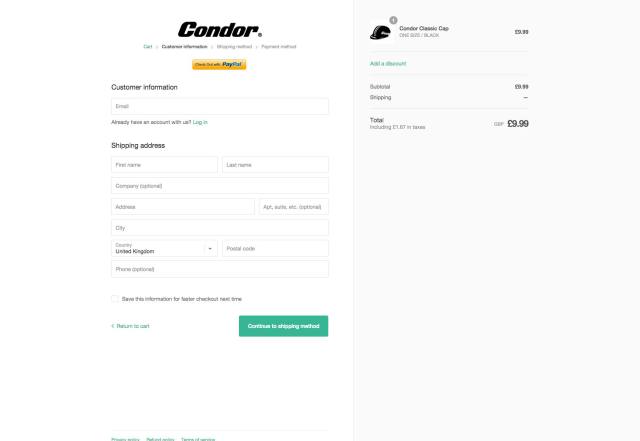 Condor.
Cart > Customer information > Shipping method > Payment method
Check Out with PayPal
Customer information
Email
Already have an account with us? Log in
Shipping address
First name
Last name
Company (optional)
Address
Apt, suite, etc. (optional)
City
Country
United Kingdom
Postal code
Phone (optional)
Save this information for faster checkout next time
< Return to cart
Continue to shipping method
Privacy policy Refund policy Terms of service
1
Condor Classic Cap
ONE SIZE / BLACK
£9.99
Add a discount
Subtotal £9.99
Shipping —
Total
Including £1.67 in taxes
GBP £9.99